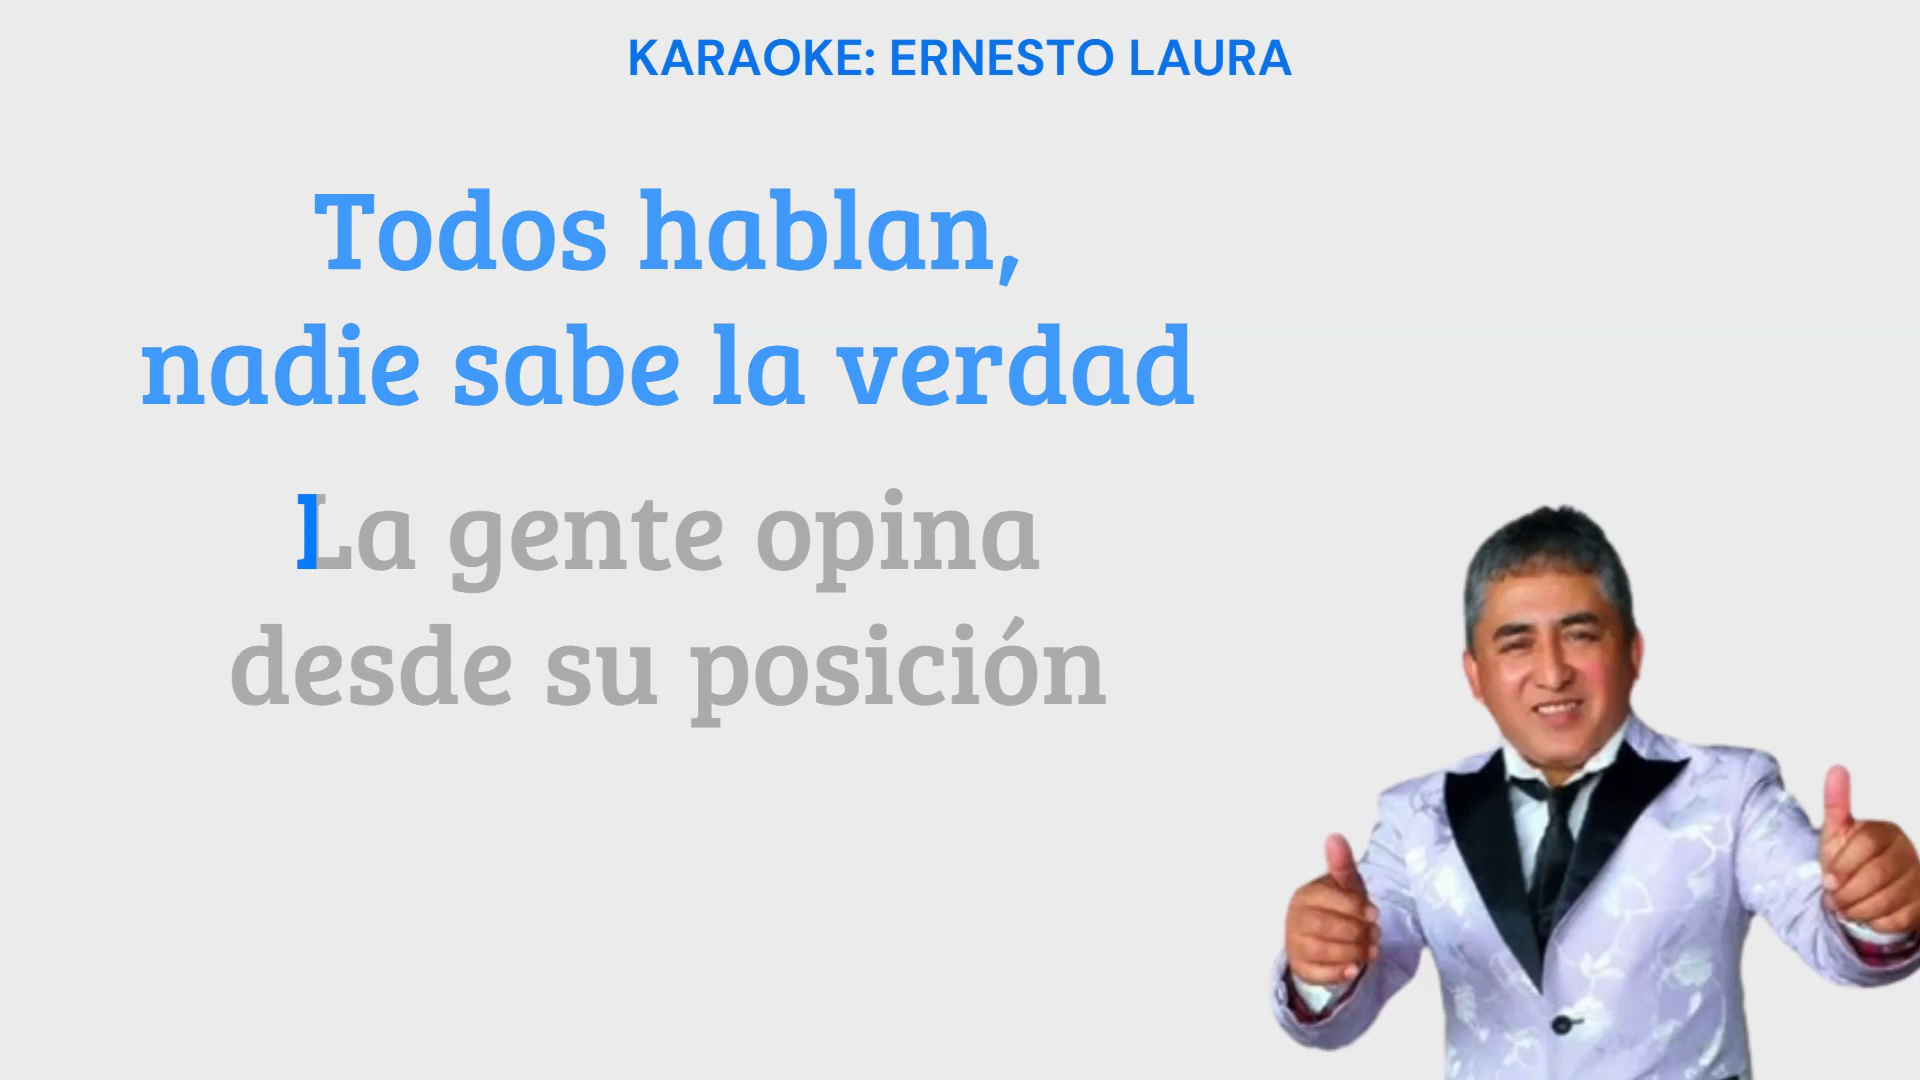 KARAOKE: ERNESTO LAURA
Todos hablan,
nadie sabe la verdad
La gente opina
desde su posición